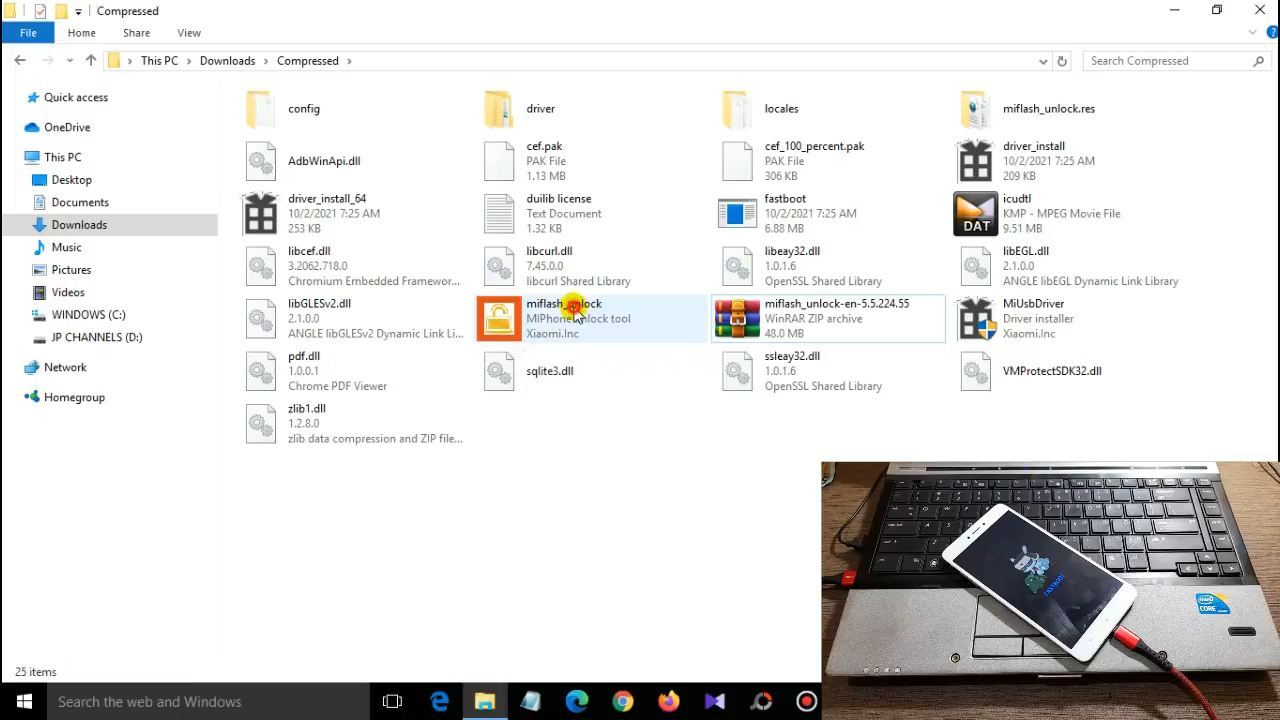 Compressed
File
Home
Share
View
This PC
Downloads
Compressed
Search Compressed
Quick access
OneDrive
This PC
Desktop
Documents
Downloads
Music
Pictures
Videos
WINDOWS (C:)
JP CHANNELS (D:)
Network
Homegroup
config
driver
locales
miflash_unlock.res
AdbWinApi.dll
cef.pak
PAK File
1.13 MB
cef_100_percent.pak
PAK File
306 KB
driver_install
10/2/2021 7:25 AM
209 KB
driver_install_64
10/2/2021 7:25 AM
253 KB
duilib license
Text Document
1.32 KB
fastboot
10/2/2021 7:25 AM
6.88 MB
DAT
icudtl
KMP - MPEG Movie File
9.51 MB
libcef.dll
3.2062.718.0
Chromium Embedded Framewor...
libcurl.dll
7.45.0.0
libcurl Shared Library
libeay32.dll
1.0.1.6
OpenSSL Shared Library
libEGL.dll
2.1.0.0
ANGLE libEGL Dynamic Link Library
libGLESv2.dll
2.1.0.0
ANGLE libGLESv2 Dynamic Link Li...
miflash_unlock
MIPhone unlock tool
Xiaomi.Inc
miflash_unlock-en-5.5.224.55
WinRAR ZIP archive
48.0 MB
MiUsbDriver
Driver installer
Xiaomi.Inc
pdf.dll
1.0.0.1
Chrome PDF Viewer
sqlite3.dll
ssleay32.dll
1.0.1.6
OpenSSL Shared Library
VMProtectSDK32.dll
zlib1.dll
1.2.8.0
zlib data compression and ZIP file...
25 items
FASTBOOT
CORE
Search the web and Windows